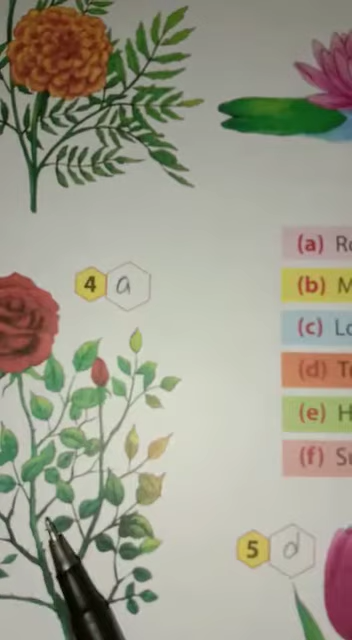 (a) Ro
4 a
(b) M
(c) Lo
(d) T
(e) H
(f) Su
5 d